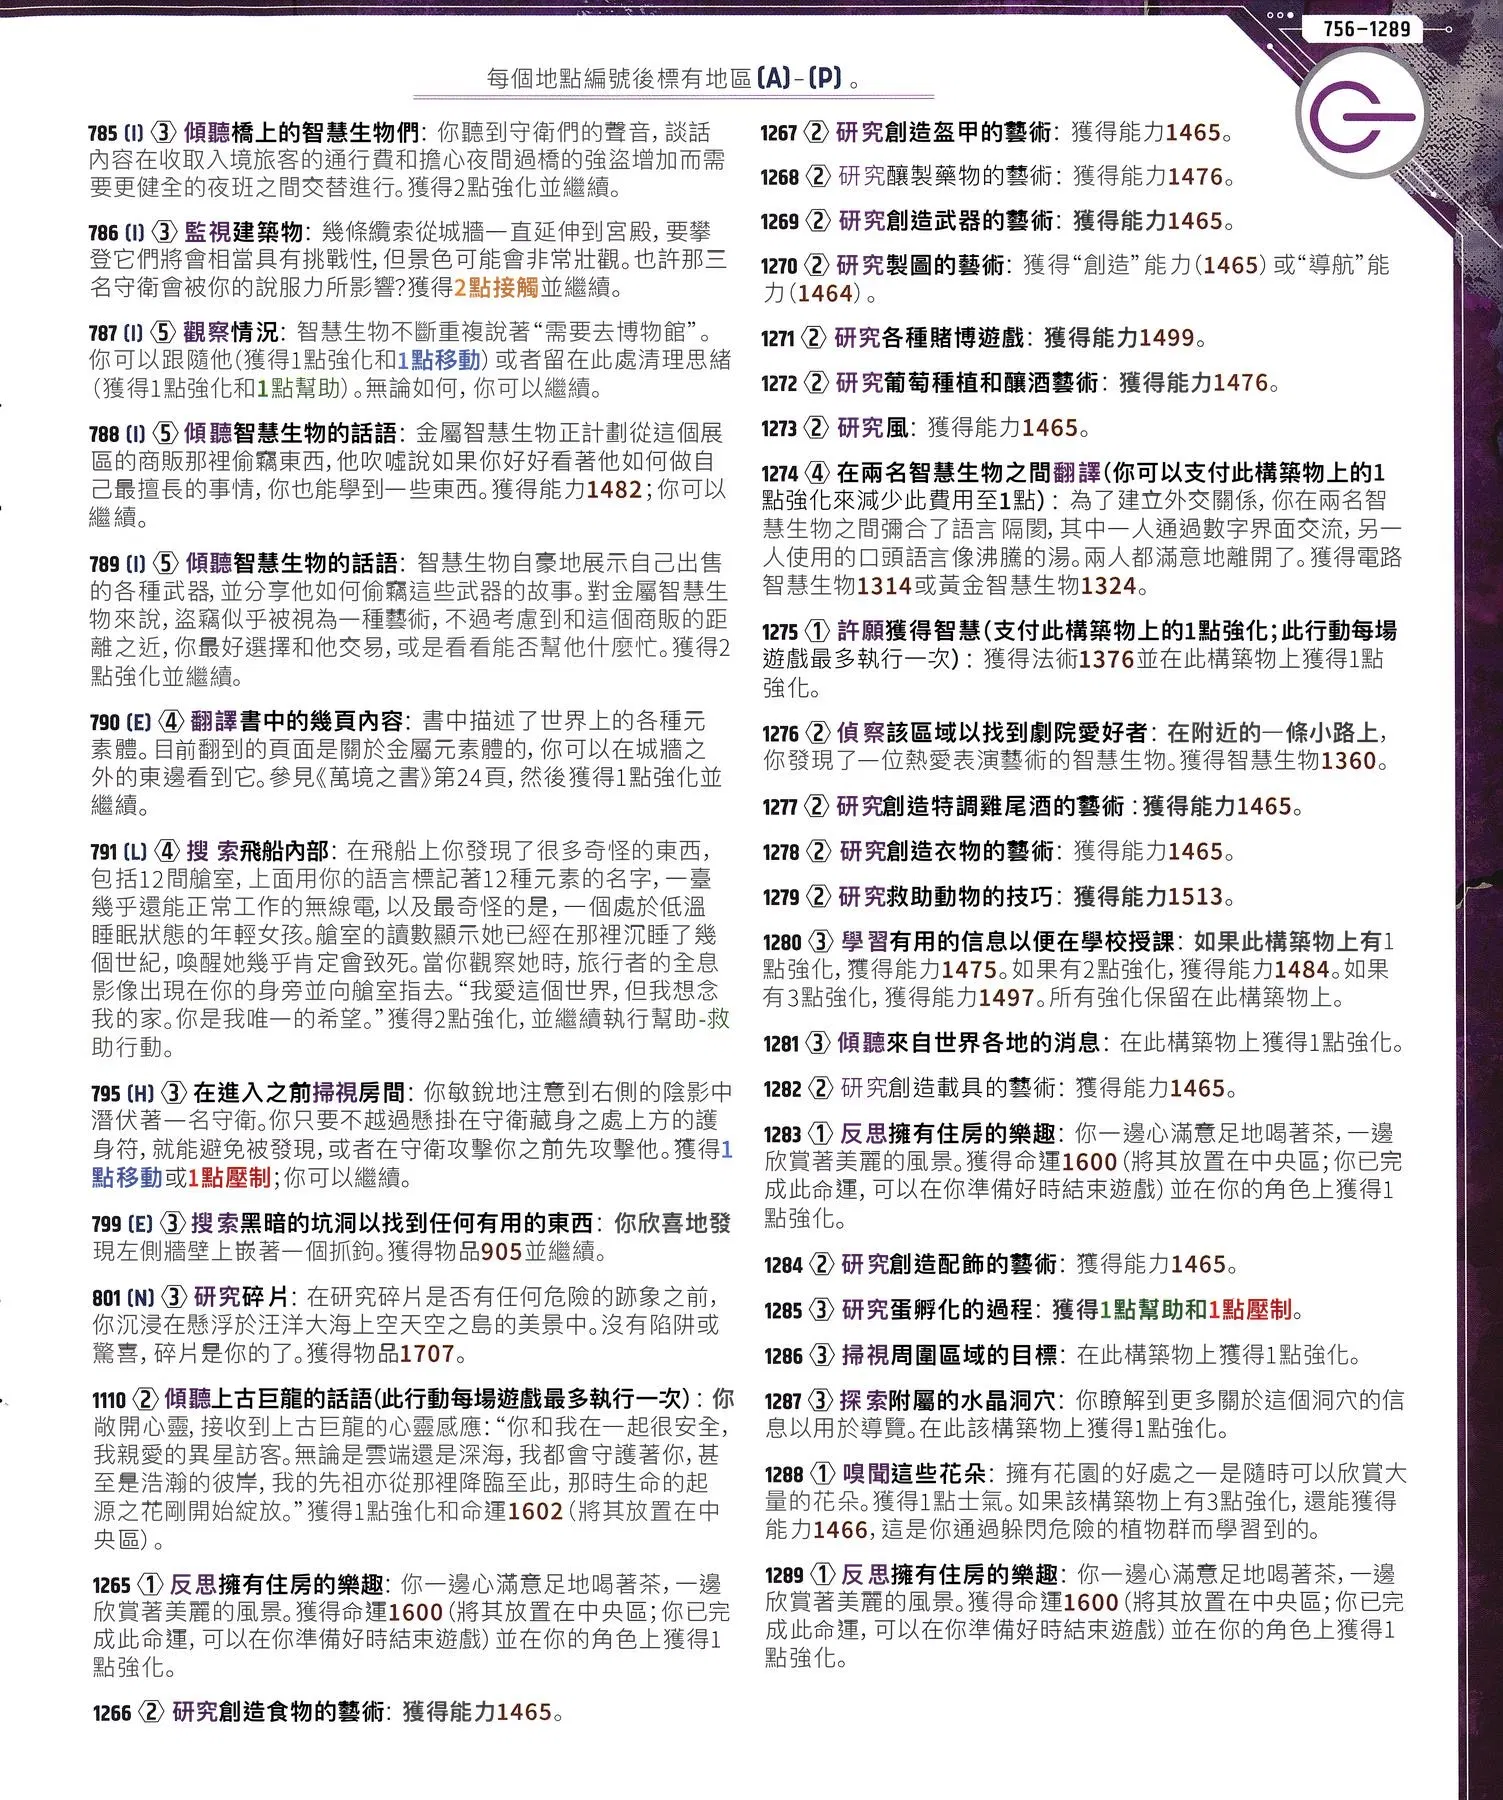 756–1289
每個地點編號後標有地區(A)–(P)。
785 (I) ③ 傾聽橋上的智慧生物們：你聽到守衛們的聲音，談話
內容在收取入境旅客的通行費和擔心夜間過橋的強盜增加而需
要更健全的夜班之間交替進行。獲得2點強化並繼續。
786 (I) ③ 監視建築物：幾條纜索從城牆一直延伸到宮殿，要攀
登它們將會相當具有挑戰性，但景色可能會非常壯觀。也許那三
名守衛會被你的說服力所影響？獲得2點接觸並繼續。
787 (I) ⑤ 觀察情況：智慧生物不斷重複說著“需要去博物館”。
你可以跟隨他（獲得1點強化和1點移動）或者留在此處清理思緒
（獲得1點強化和1點幫助）。無論如何，你可以繼續。
788 (I) ⑤ 傾聽智慧生物的話語：金屬智慧生物正計劃從這個展
區的商販那裡偷竊東西，他吹噓說如果你好好看著他如何做自
己最擅長的事情，你也能學到一些東西。獲得能力1482；你可以
繼續。
789 (I) ⑤ 傾聽智慧生物的話語：智慧生物自豪地展示自己出售
的各種武器，並分享他如何偷竊這些武器的故事。對金屬智慧生
物來說，盜竊似乎被視為一種藝術，不過考慮到和這個商販的距
離之近，你最好選擇和他交易，或是看看能否幫他什麼忙。獲得2
點強化並繼續。
790 (E) ④ 翻譯書中的幾頁內容：書中描述了世界上的各種元
素體。目前翻到的頁面是關於金屬元素體的，你可以在城牆之
外的東邊看到它。參見《萬境之書》第24頁，然後獲得1點強化並
繼續。
791 (L) ④ 搜 索飛船內部：在飛船上你發現了很多奇怪的東西，
包括12間艙室，上面用你的語言標記著12種元素的名字，一臺
幾乎還能正常工作的無線電，以及最奇怪的是，一個處於低溫
睡眠狀態的年輕女孩。艙室的讀數顯示她已經在那裡沉睡了幾
個世紀，喚醒她幾乎肯定會致死。當你觀察她時，旅行者的全息
影像出現在你的身旁並向艙室指去。“我愛這個世界，但我想念
我的家。你是我唯一的希望。”獲得2點強化，並繼續執行幫助-救
助行動。
795 (H) ③ 在進入之前掃視房間：你敏銳地注意到右側的陰影中
潛伏著一名守衛。你只要不越過懸掛在守衛藏身之處上方的護
身符，就能避免被發現，或者在守衛攻擊你之前先攻擊他。獲得1
點移動或1點壓制；你可以繼續。
799 (E) ③ 搜索黑暗的坑洞以找到任何有用的東西：你欣喜地發
現左側牆壁上嵌著一個抓鉤。獲得物品905並繼續。
801 (N) ③ 研究碎片：在研究碎片是否有任何危險的跡象之前，
你沉浸在懸浮於汪洋大海上空天空之島的美景中。沒有陷阱或
驚喜，碎片是你的了。獲得物品1707。
1110 ② 傾聽上古巨龍的話語(此行動每場遊戲最多執行一次)：你
敞開心靈，接收到上古巨龍的心靈感應：“你和我在一起很安全，
我親愛的異星訪客。無論是雲端還是深海，我都會守護著你，甚
至是浩瀚的彼岸，我的先祖亦從那裡降臨至此，那時生命的起
源之花剛開始綻放。”獲得1點強化和命運1602（將其放置在中
央區）。
1265 ① 反思擁有住房的樂趣：你一邊心滿意足地喝著茶，一邊
欣賞著美麗的風景。獲得命運1600（將其放置在中央區；你已完
成此命運，可以在你準備好時結束遊戲）並在你的角色上獲得1
點強化。
1266 ② 研究創造食物的藝術：獲得能力1465。
1267 ② 研究創造盔甲的藝術：獲得能力1465。
1268 ② 研究釀製藥物的藝術：獲得能力1476。
1269 ② 研究創造武器的藝術：獲得能力1465。
1270 ② 研究製圖的藝術：獲得“創造”能力（1465）或“導航”能
力（1464）。
1271 ② 研究各種賭博遊戲：獲得能力1499。
1272 ② 研究葡萄種植和釀酒藝術：獲得能力1476。
1273 ② 研究風：獲得能力1465。
1274 ④ 在兩名智慧生物之間翻譯(你可以支付此構築物上的1
點強化來減少此費用至1點)：為了建立外交關係，你在兩名智
慧生物之間彌合了語言隔閡，其中一人通過數字界面交流，另一
人使用的口頭語言像沸騰的湯。兩人都滿意地離開了。獲得電路
智慧生物1314或黃金智慧生物1324。
1275 ① 許願獲得智慧(支付此構築物上的1點強化；此行動每場
遊戲最多執行一次)：獲得法術1376並在此構築物上獲得1點
強化。
1276 ② 偵察該區域以找到劇院愛好者：在附近的一條小路上，
你發現了一位熱愛表演藝術的智慧生物。獲得智慧生物1360。
1277 ② 研究創造特調雞尾酒的藝術：獲得能力1465。
1278 ② 研究創造衣物的藝術：獲得能力1465。
1279 ② 研究救助動物的技巧：獲得能力1513。
1280 ③ 學習有用的信息以便在學校授課：如果此構築物上有1
點強化，獲得能力1475。如果有2點強化，獲得能力1484。如果
有3點強化，獲得能力1497。所有強化保留在此構築物上。
1281 ③ 傾聽來自世界各地的消息：在此構築物上獲得1點強化。
1282 ② 研究創造載具的藝術：獲得能力1465。
1283 ① 反思擁有住房的樂趣：你一邊心滿意足地喝著茶，一邊
欣賞著美麗的風景。獲得命運1600（將其放置在中央區；你已完
成此命運，可以在你準備好時結束遊戲）並在你的角色上獲得1
點強化。
1284 ② 研究創造配飾的藝術：獲得能力1465。
1285 ③ 研究蛋孵化的過程：獲得1點幫助和1點壓制。
1286 ③ 掃視周圍區域的目標：在此構築物上獲得1點強化。
1287 ③ 探索附屬的水晶洞穴：你瞭解到更多關於這個洞穴的信
息以用於導覽。在此該構築物上獲得1點強化。
1288 ① 嗅聞這些花朵：擁有花園的好處之一是隨時可以欣賞大
量的花朵。獲得1點士氣。如果該構築物上有3點強化，還能獲得
能力1466，這是你通過躲閃危險的植物群而學習到的。
1289 ① 反思擁有住房的樂趣：你一邊心滿意足地喝著茶，一邊
欣賞著美麗的風景。獲得命運1600（將其放置在中央區；你已完
成此命運，可以在你準備好時結束遊戲）並在你的角色上獲得1
點強化。